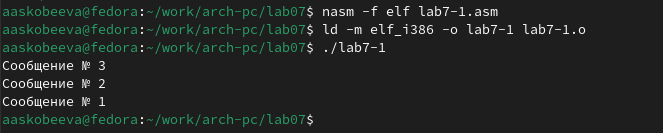 aaskobeeva@fedora:~/work/arch-pc/lab07$ nasm -f elf lab7-1.asm
aaskobeeva@fedora:~/work/arch-pc/lab07$ ld -m elf_i386 -o lab7-1 lab7-1.o
aaskobeeva@fedora:~/work/arch-pc/lab07$ ./lab7-1
Сообщение № 3
Сообщение № 2
Сообщение № 1
aaskobeeva@fedora:~/work/arch-pc/lab07$